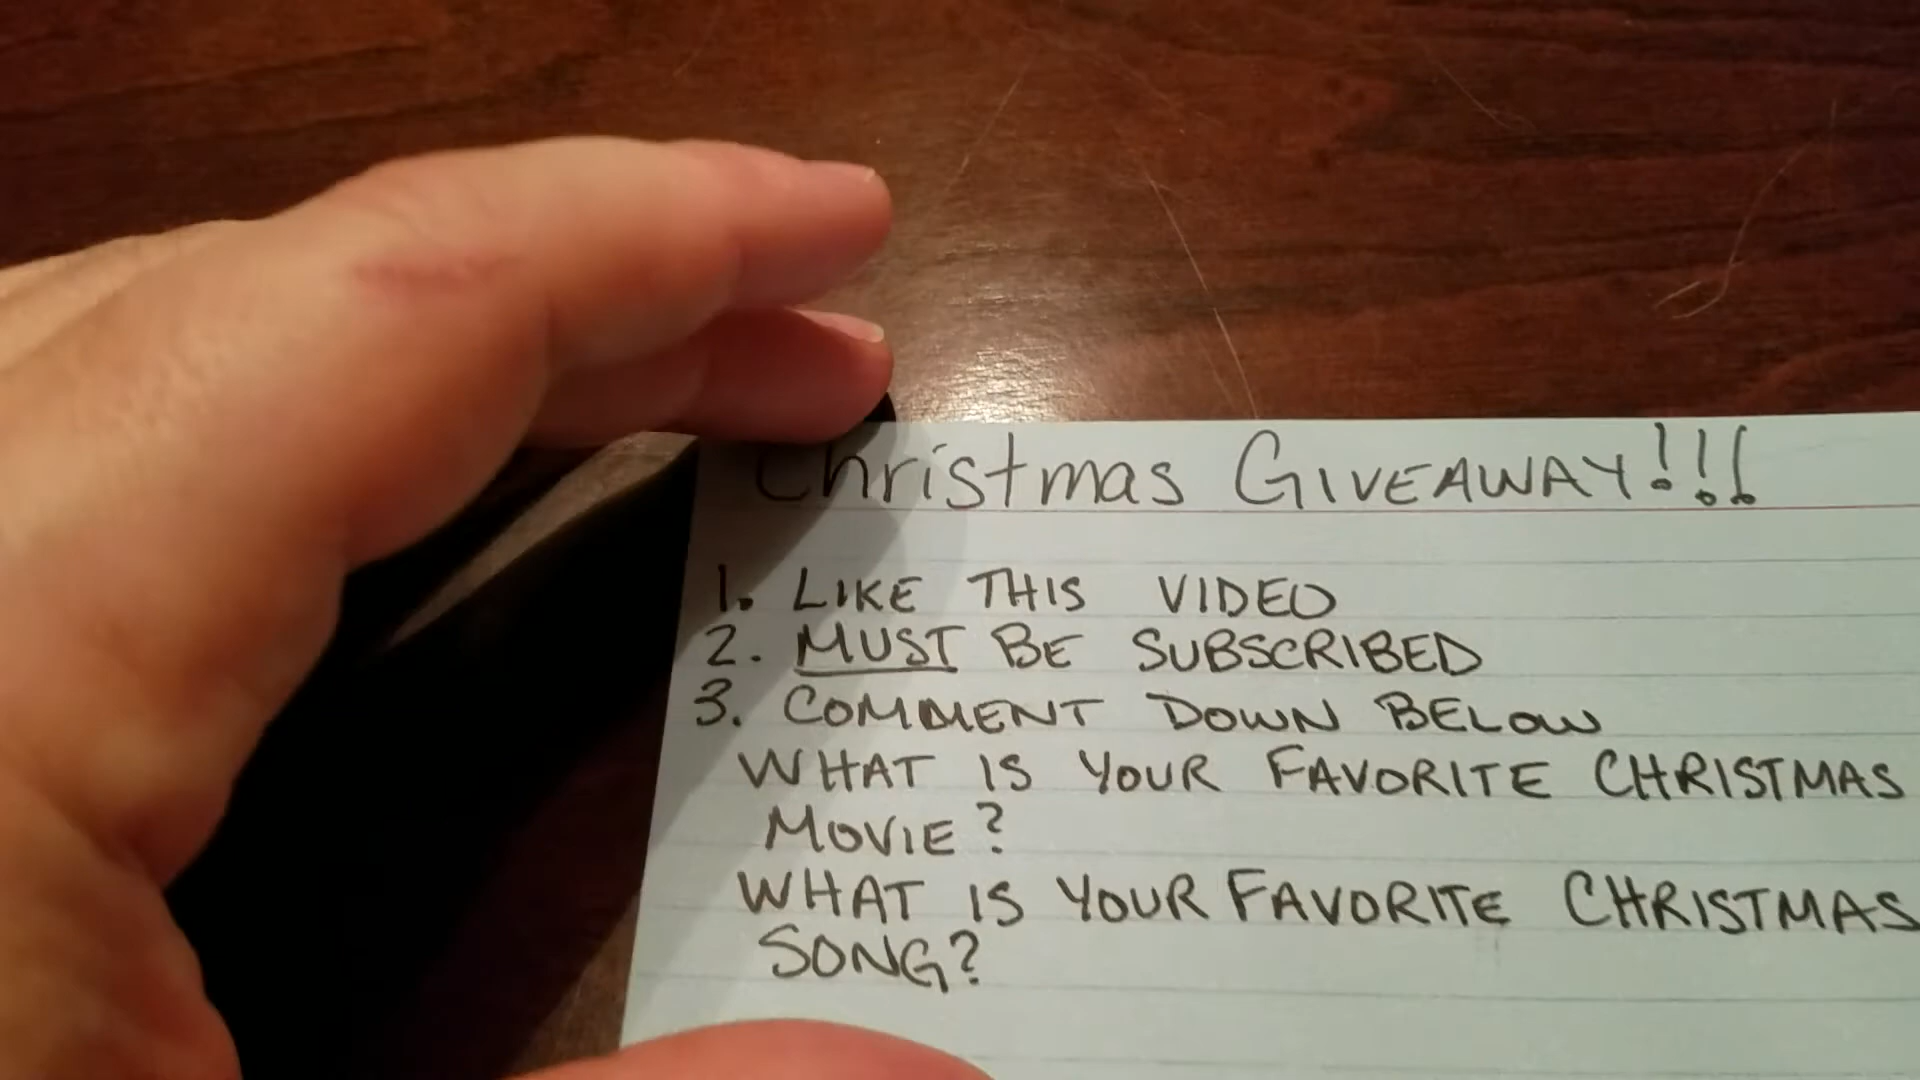 Christmas GIVEAWAY!!!
1. LIKE THIS VIDEO
2. MUST BE SUBSCRIBED
3. COMMENT DOWN BELOW
WHAT IS YOUR FAVORITE CHRISTMAS
MOVIE?
WHAT IS YOUR FAVORITE CHRISTMAS
SONG?